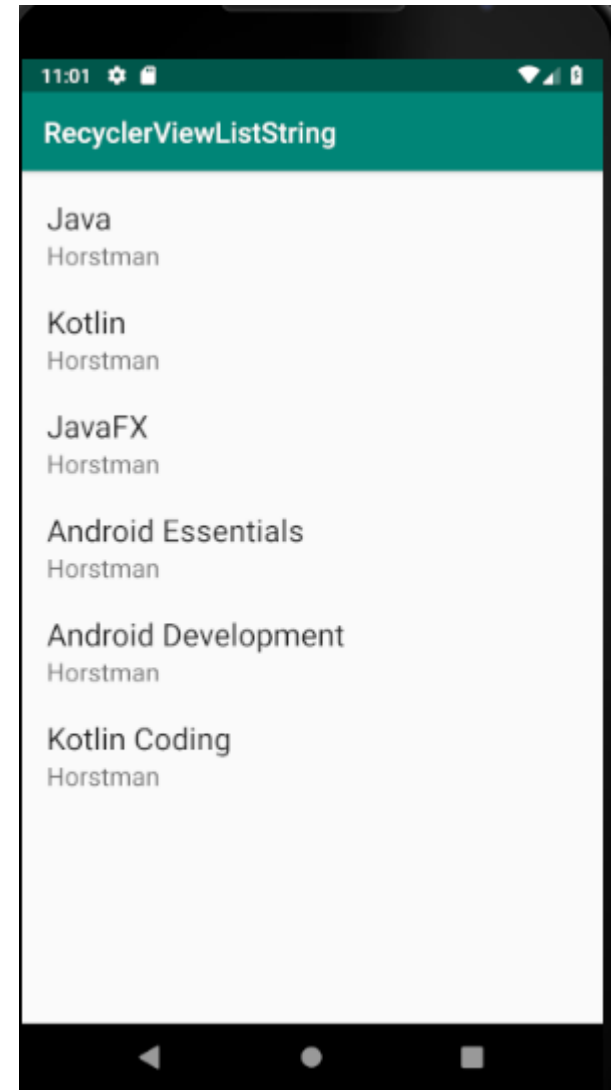 11:01
RecyclerViewListString
Java
Horstman
Kotlin
Horstman
JavaFX
Horstman
Android Essentials
Horstman
Android Development
Horstman
Kotlin Coding
Horstman